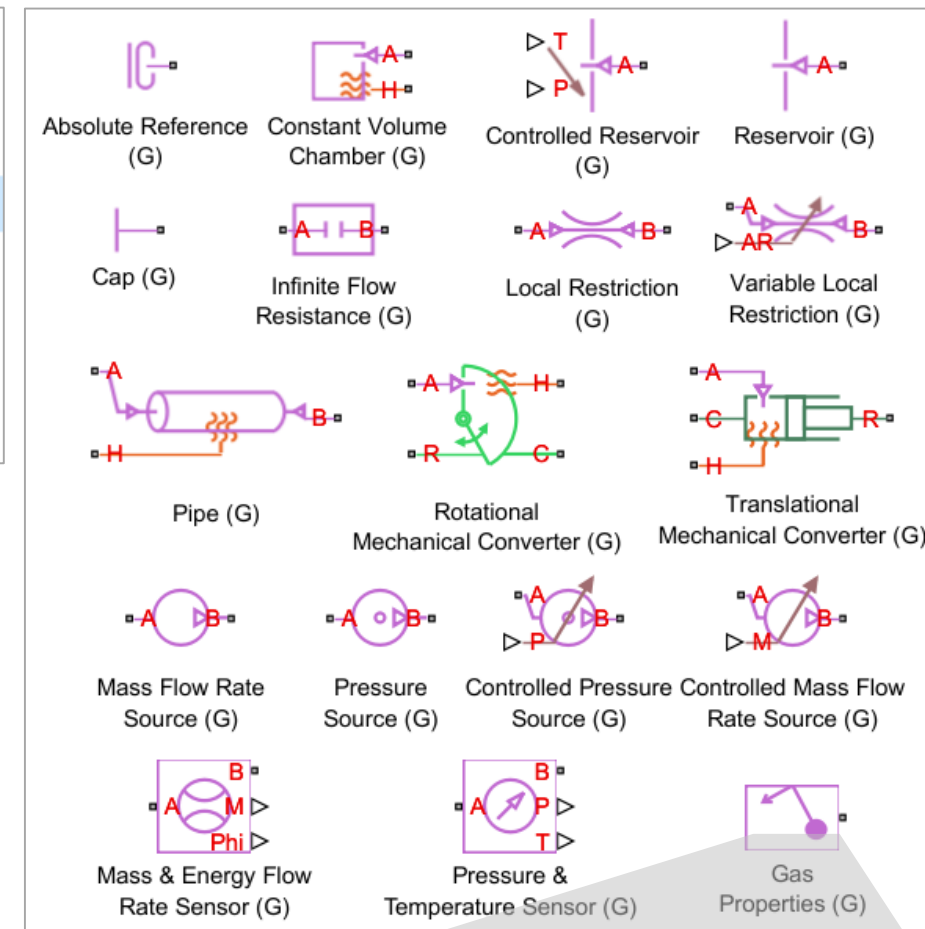 A
H
T
P
A
A
Absolute Reference
(G)
Constant Volume
Chamber (G)
Controlled Reservoir
(G)
Reservoir (G)
A
B
A
B
A
AR
B
Cap (G)
Infinite Flow
Resistance (G)
Local Restriction
(G)
Variable Local
Restriction (G)
A
B
H
A
H
R
C
A
C
R
H
Pipe (G)
Rotational
Mechanical Converter (G)
Translational
Mechanical Converter (G)
A
B
A
B
A
P
B
A
M
B
Mass Flow Rate
Source (G)
Pressure
Source (G)
Controlled Pressure
Source (G)
Controlled Mass Flow
Rate Source (G)
B
A
M
Phi
B
A
P
T
Mass & Energy Flow
Rate Sensor (G)
Pressure &
Temperature Sensor (G)
Gas
Properties (G)